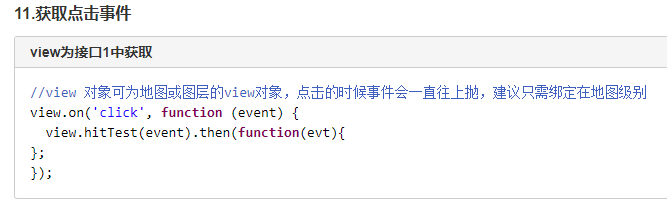 11.获取点击事件
view为接口1中获取
//view 对象可为地图或图层的view对象，点击的时候事件会一直往上抛，建议只需绑定在地图级别
view.on('click', function (event) {
  view.hitTest(event).then(function(evt){
};
});